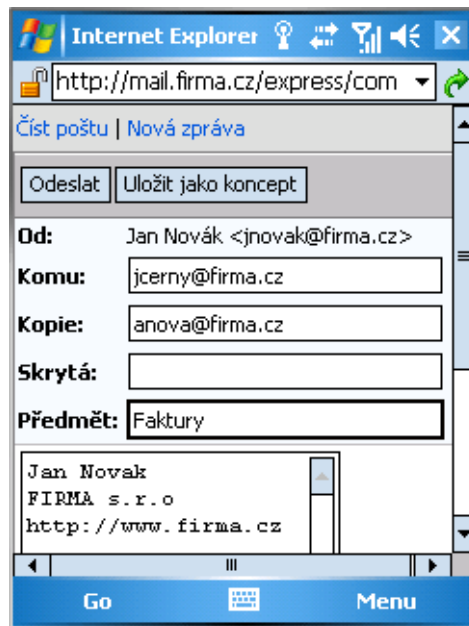 Internet Explorer
http://mail.firma.cz/express/com
Číst poštu | Nová zpráva
Odeslat Uložit jako koncept
Od: Jan Novák <jnovak@firma.cz>
Komu: jcerny@firma.cz
Kopie: anova@firma.cz
Skrytá:
Předmět: Faktury
Jan Novak
FIRMA s.r.o
http://www.firma.cz
Go Menu